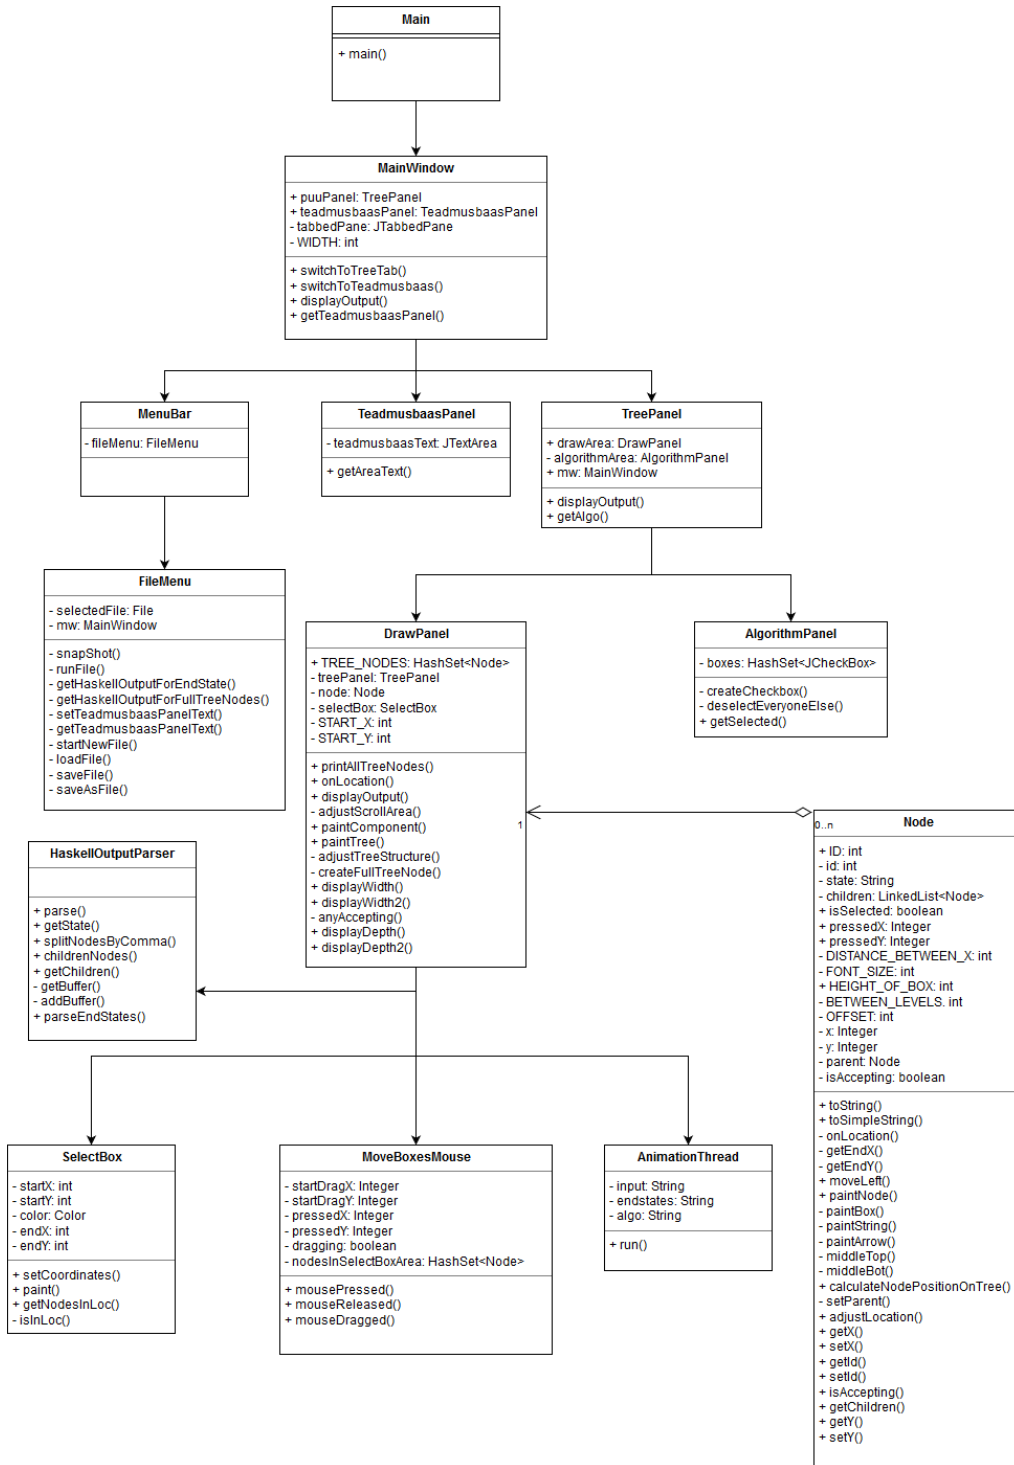 Main
+ main()
MainWindow
+ puuPanel: TreePanel
+ teadmusbaasPanel: TeadmusbaasPanel
- tabbedPane: JTabbedPane
- WIDTH: int
+ switchToTreeTab()
+ switchToTeadmusbaas()
+ displayOutput()
+ getTeadmusbaasPanel()
MenuBar
- fileMenu: FileMenu
TeadmusbaasPanel
- teadmusbaasText: JTextArea
+ getAreaText()
TreePanel
+ drawArea: DrawPanel
- algorithmArea: AlgorithmPanel
+ mw: MainWindow
+ displayOutput()
+ getAlgo()
FileMenu
- selectedFile: File
- mw: MainWindow
- snapShot()
- runFile()
- getHaskellOutputForEndState()
- getHaskellOutputForFullTreeNodes()
- setTeadmusbaasPanelText()
- getTeadmusbaasPanelText()
- startNewFile()
- loadFile()
- saveFile()
- saveAsFile()
DrawPanel
+ TREE_NODES: HashSet<Node>
- treePanel: TreePanel
- node: Node
- selectBox: SelectBox
- START_X: int
- START_Y: int
+ printAllTreeNodes()
+ onLocation()
+ displayOutput()
- adjustScrollArea()
+ paintComponent()
+ paintTree()
- adjustTreeStructure()
- createFullTreeNode()
+ displayWidth()
+ displayWidth2()
- anyAccepting()
+ displayDepth()
+ displayDepth2()
1
AlgorithmPanel
- boxes: HashSet<JCheckBox>
- createCheckbox()
- deselectEveryoneElse()
+ getSelected()
0..n
Node
+ ID: int
- id: int
- state: String
- children: LinkedList<Node>
+ isSelected: boolean
+ pressedX: Integer
+ pressedY: Integer
- DISTANCE_BETWEEN_X: int
- FONT_SIZE: int
+ HEIGHT_OF_BOX: int
- BETWEEN_LEVELS. int
- OFFSET: int
- x: Integer
- y: Integer
- parent: Node
- isAccepting: boolean
+ toString()
+ toSimpleString()
- onLocation()
- getEndX()
- getEndY()
+ moveLeft()
+ paintNode()
- paintBox()
- paintString()
- paintArrow()
- middleTop()
- middleBot()
+ calculateNodePositionOnTree()
- setParent()
+ adjustLocation()
+ getX()
+ setX()
+ getId()
+ setId()
+ isAccepting()
+ getChildren()
+ getY()
+ setY()
HaskellOutputParser
+ parse()
+ getState()
+ splitNodesByComma()
+ childrenNodes()
+ getChildren()
- getBuffer()
- addBuffer()
+ parseEndStates()
SelectBox
- startX: int
- startY: int
- color: Color
- endX: int
- endY: int
+ setCoordinates()
+ paint()
+ getNodesInLoc()
- isInLoc()
MoveBoxesMouse
- startDragX: Integer
- startDragY: Integer
- pressedX: Integer
- pressedY: Integer
- dragging: boolean
- nodesInSelectBoxArea: HashSet<Node>
+ mousePressed()
+ mouseReleased()
+ mouseDragged()
AnimationThread
- input: String
- endstates: String
- algo: String
+ run()